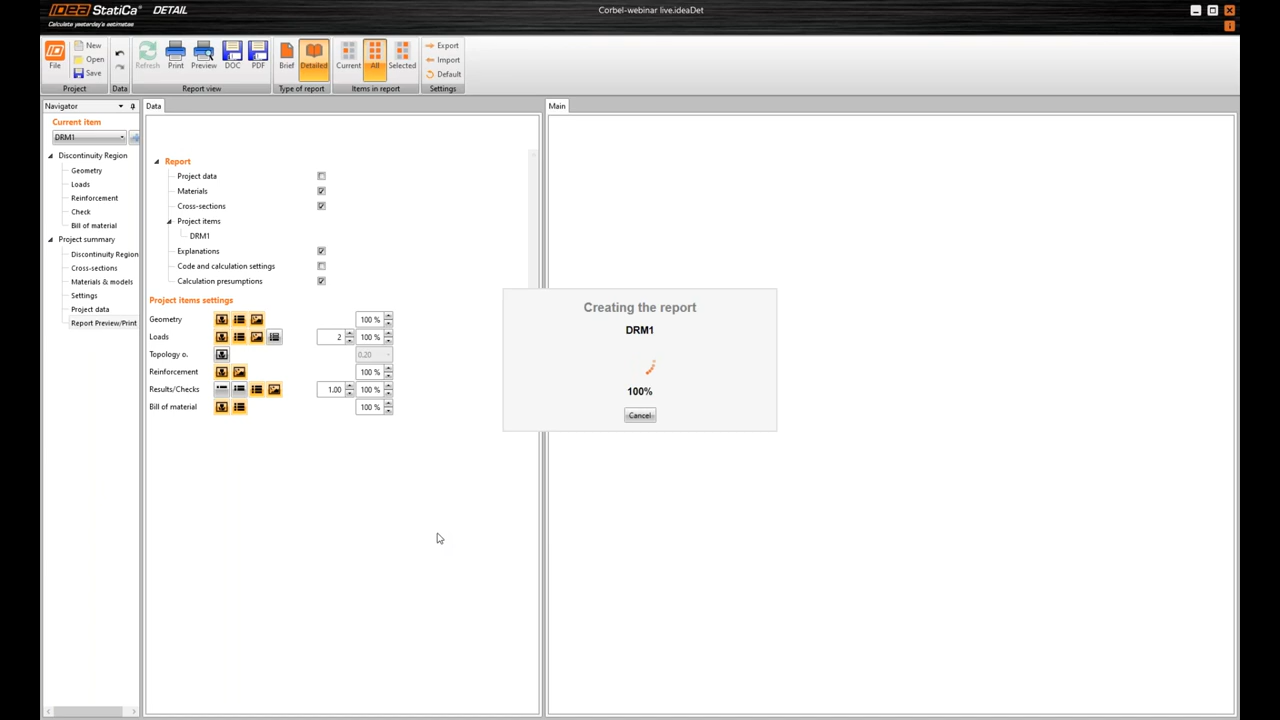 IDEA StatiCa® DETAIL
Calculate yesterday's estimates
Corbel-webinar live.ideaDet
File
New
Open
Save
Project
Data
Refresh
Print
Preview
DOC
PDF
Report view
Brief
Detailed
Type of report
Current
All
Selected
Items in report
Export
Import
Default
Settings
Navigator
Current item
DRM1
Discontinuity Region
Geometry
Loads
Reinforcement
Check
Bill of material
Project summary
Discontinuity Region
Cross-sections
Materials & models
Settings
Project data
Report Preview/Print
Data
Report
Project data
Materials
Cross-sections
Project items
DRM1
Explanations
Code and calculation settings
Calculation presumptions
Project items settings
Geometry 100 %
Loads 2 100 %
Topology o. 0.20
Reinforcement 100 %
Results/Checks 1.00 100 %
Bill of material 100 %
Main
Creating the report
DRM1
100%
Cancel